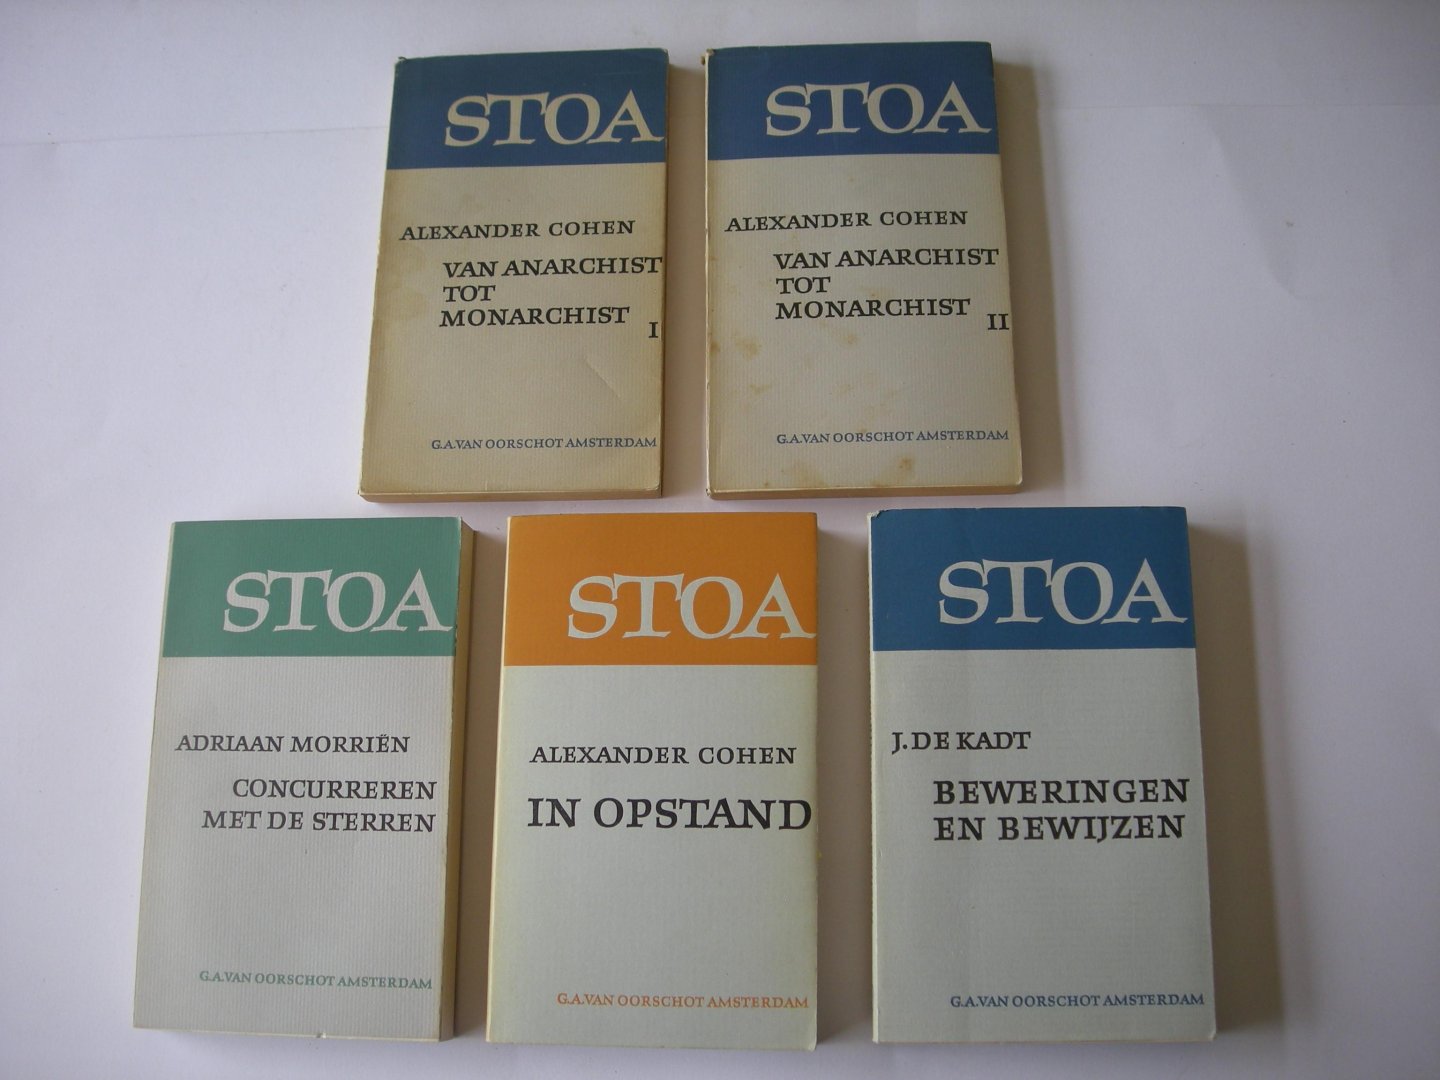 STOA
ALEXANDER COHEN
VAN ANARCHIST
TOT
MONARCHIST I
G.A. VAN OORSCHOT AMSTERDAM
STOA
ALEXANDER COHEN
VAN ANARCHIST
TOT
MONARCHIST II
G.A. VAN OORSCHOT AMSTERDAM
STOA
ADRIAAN MORRIËN
CONCURREREN
MET DE STERREN
G.A. VAN OORSCHOT AMSTERDAM
STOA
ALEXANDER COHEN
IN OPSTAND
G.A. VAN OORSCHOT AMSTERDAM
STOA
J. DE KADT
BEWERINGEN
EN BEWIJZEN
G.A. VAN OORSCHOT AMSTERDAM